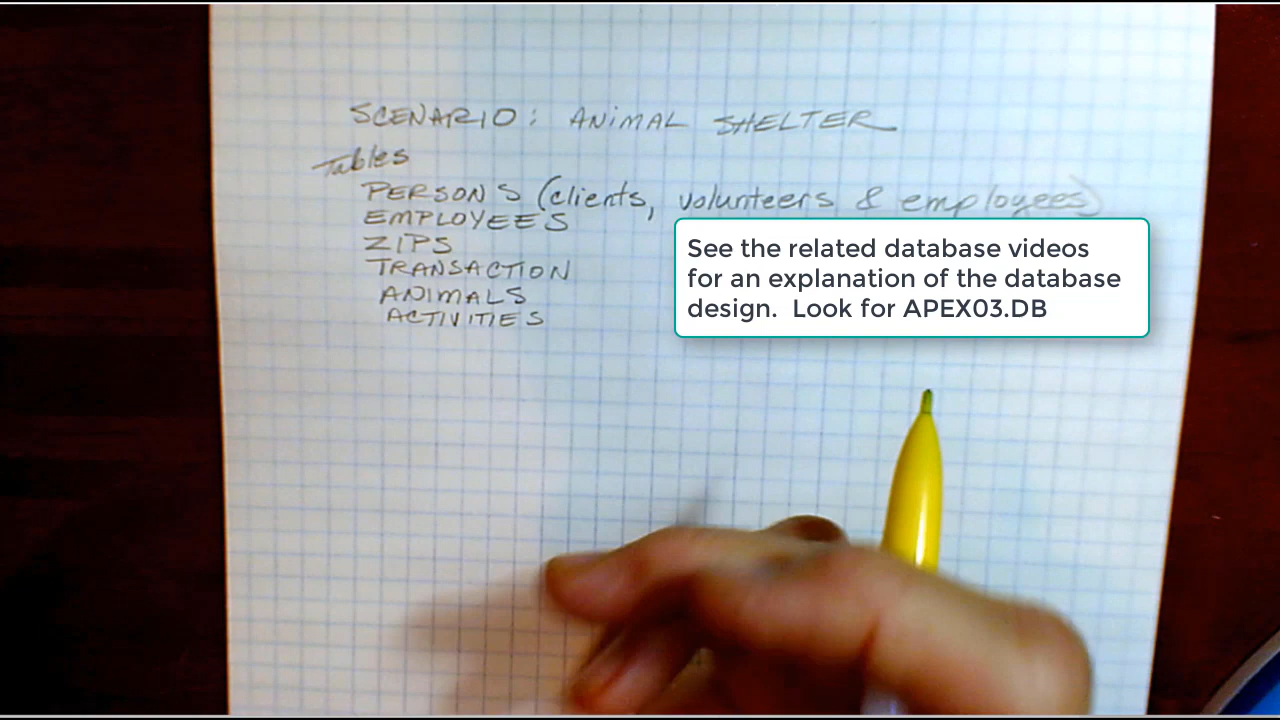 SCENARIO: ANIMAL SHELTER
Tables
PERSONS (clients, volunteers & employees)
EMPLOYEES
ZIPS
TRANSACTION
ANIMALS
ACTIVITIES
See the related database videos
for an explanation of the database
design. Look for APEX03.DB